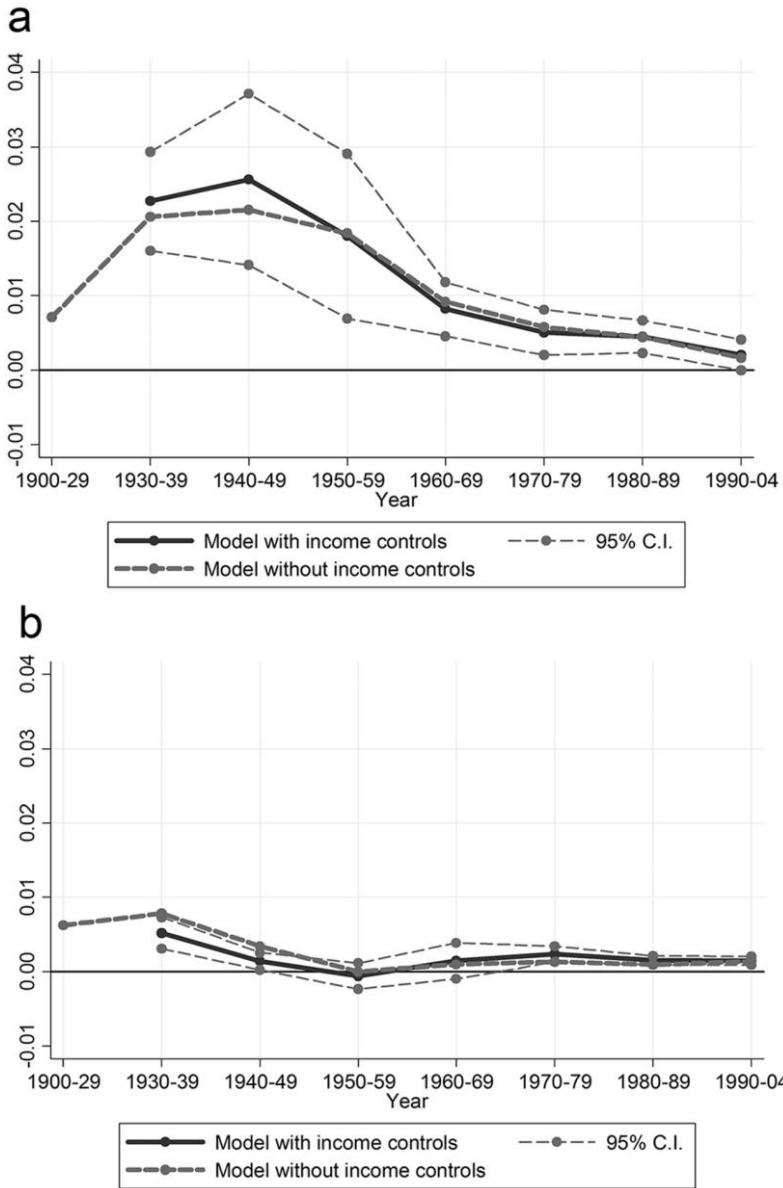 a
0.04
0.03
0.02
0.01
0.00
-0.01
1900-29 1930-39 1940-49 1950-59 1960-69 1970-79 1980-89 1990-04
Year
Model with income controls 95% C.I.
Model without income controls
b
0.04
0.03
0.02
0.01
0.00
-0.01
1900-29 1930-39 1940-49 1950-59 1960-69 1970-79 1980-89 1990-04
Year
Model with income controls 95% C.I.
Model without income controls